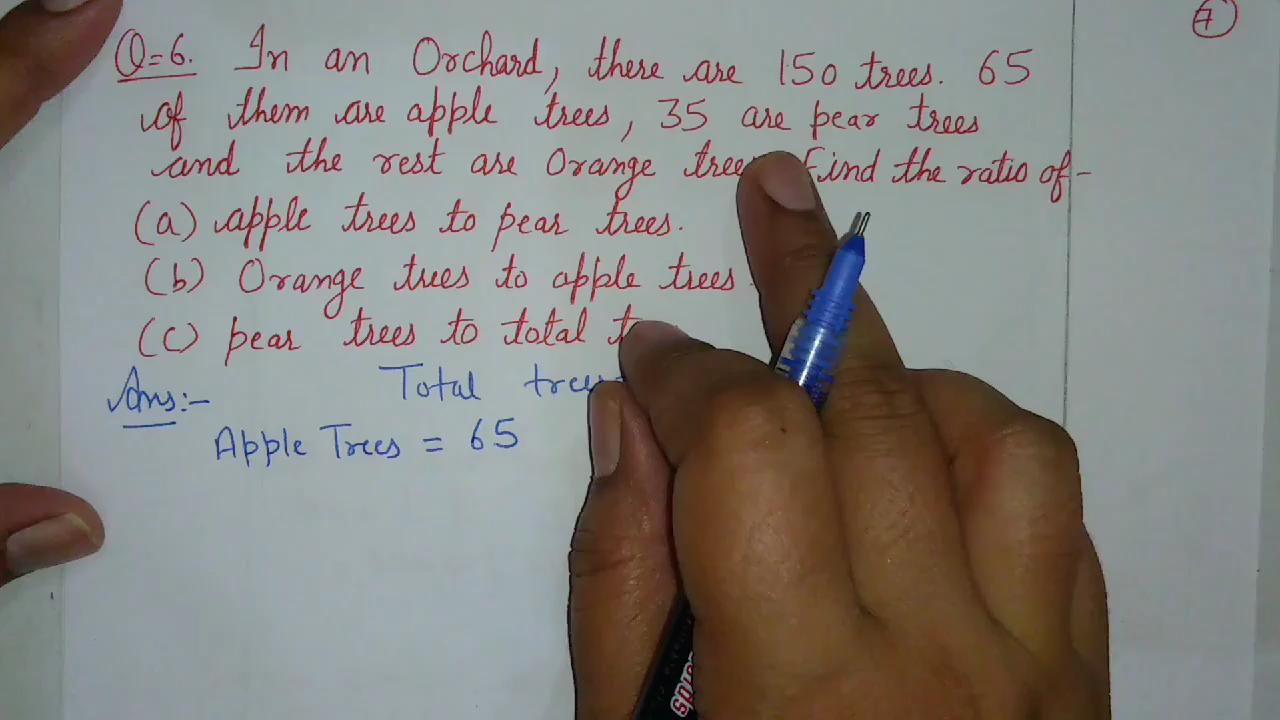 7
Q=6. In an Orchard, there are 150 trees. 65
of them are apple trees, 35 are pear trees
and the rest are Orange trees Find the ratio of-
(a) apple trees to pear trees.
(b) Orange trees to apple trees.
(c) pear trees to total
Ans:- Total trees
Apple Trees = 65